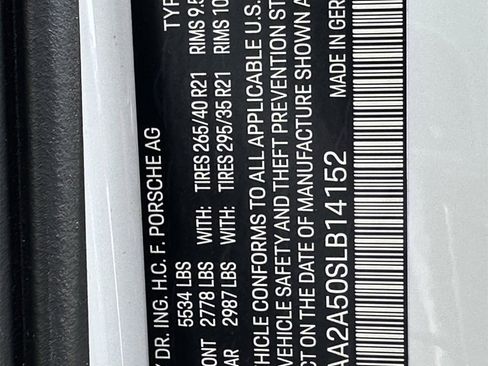 Y DR. ING. H.C. F. PORSCHE AG TYP
5534 LBS
ONT 2778 LBS WITH: TIRES 265/40 R21 RIMS 9.5
AR 2987 LBS WITH: TIRES 295/35 R21 RIMS 10
EHICLE CONFORMS TO ALL APPLICABLE U.S.
VEHICLE SAFETY AND THEFT PREVENTION ST
CT ON THE DATE OF MANUFACTURE SHOWN A
AA2A50SLB14152 MADE IN GER